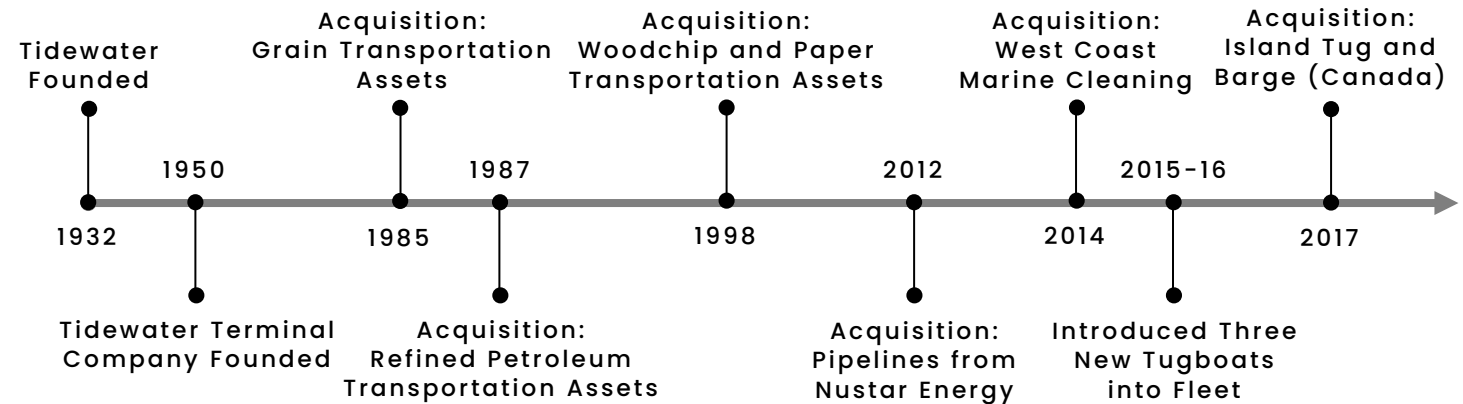 Tidewater
Founded
1932
1950
Tidewater Terminal
Company Founded
Acquisition:
Grain Transportation
Assets
1985
1987
Acquisition:
Refined Petroleum
Transportation Assets
Acquisition:
Woodchip and Paper
Transportation Assets
1998
2012
Acquisition:
Pipelines from
Nustar Energy
Acquisition:
West Coast
Marine Cleaning
2014
2015-16
Introduced Three
New Tugboats
into Fleet
Acquisition:
Island Tug and
Barge (Canada)
2017